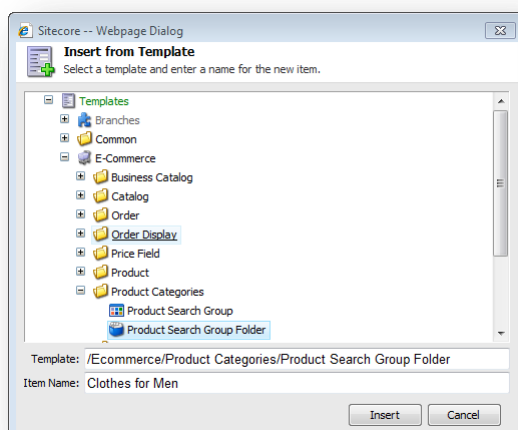 Sitecore -- Webpage Dialog
Insert from Template
Select a template and enter a name for the new item.
Templates
Branches
Common
E-Commerce
Business Catalog
Catalog
Order
Order Display
Price Field
Product
Product Categories
Product Search Group
Product Search Group Folder
Template: /Ecommerce/Product Categories/Product Search Group Folder
Item Name: Clothes for Men
Insert Cancel